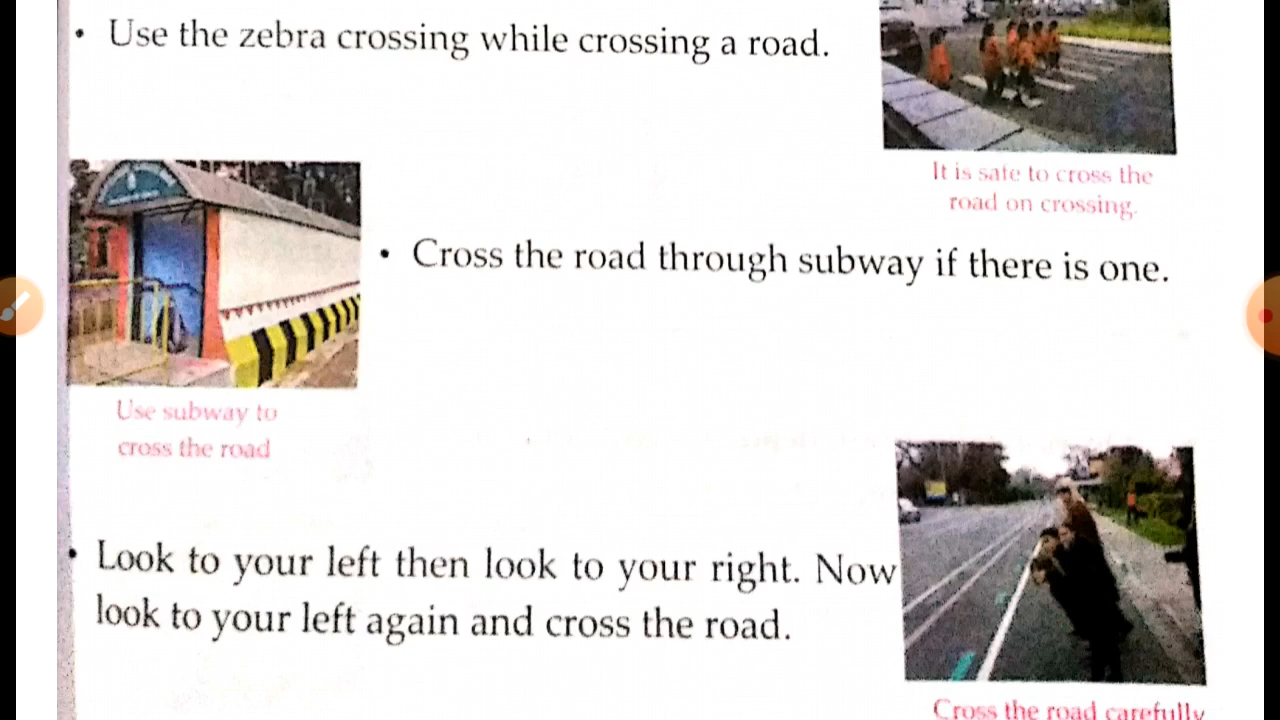 • Use the zebra crossing while crossing a road.
It is safe to cross the
road on crossing.
• Cross the road through subway if there is one.
Use subway to
cross the road
• Look to your left then look to your right. Now
look to your left again and cross the road.
Cross the road carefully